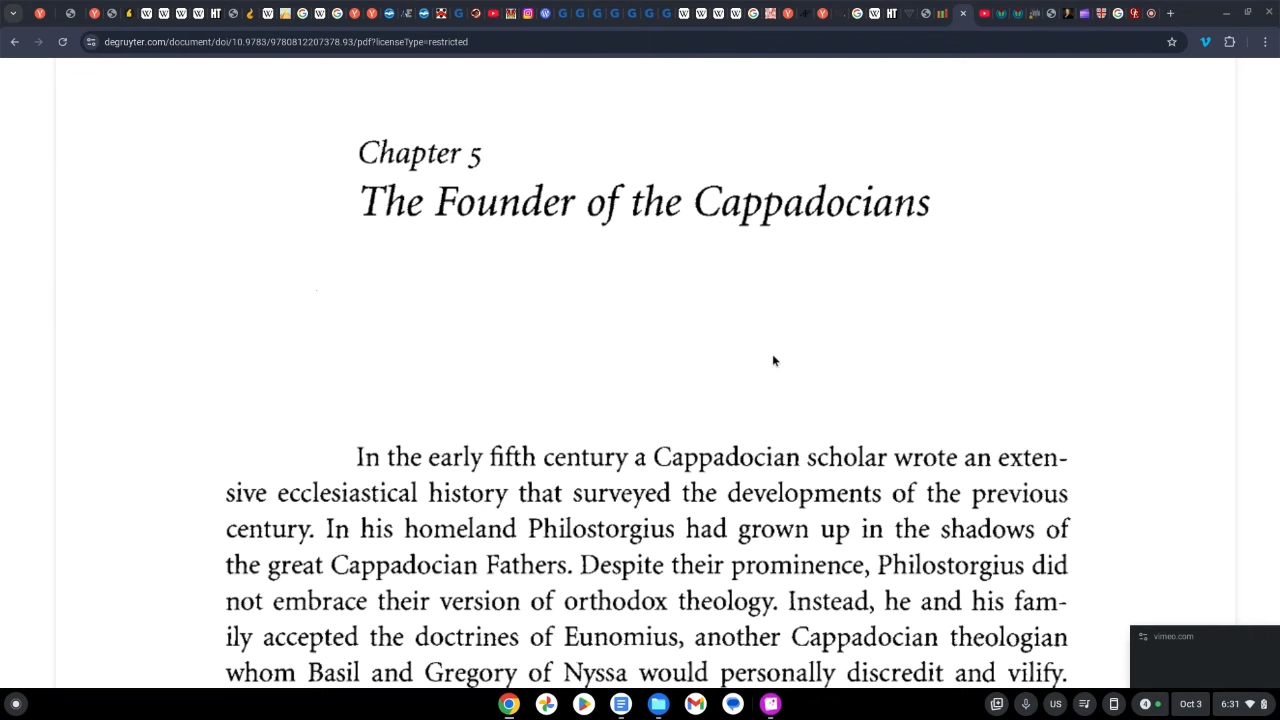 degruyter.com/document/doi/10.9783/9780812207378.93/pdf?licenseType=restricted
Chapter 5
The Founder of the Cappadocians
In the early fifth century a Cappadocian scholar wrote an exten-
sive ecclesiastical history that surveyed the developments of the previous
century. In his homeland Philostorgius had grown up in the shadows of
the great Cappadocian Fathers. Despite their prominence, Philostorgius did
not embrace their version of orthodox theology. Instead, he and his fam-
ily accepted the doctrines of Eunomius, another Cappadocian theologian
whom Basil and Gregory of Nyssa would personally discredit and vilify.
vimeo.com
US
4
Oct 3
6:31